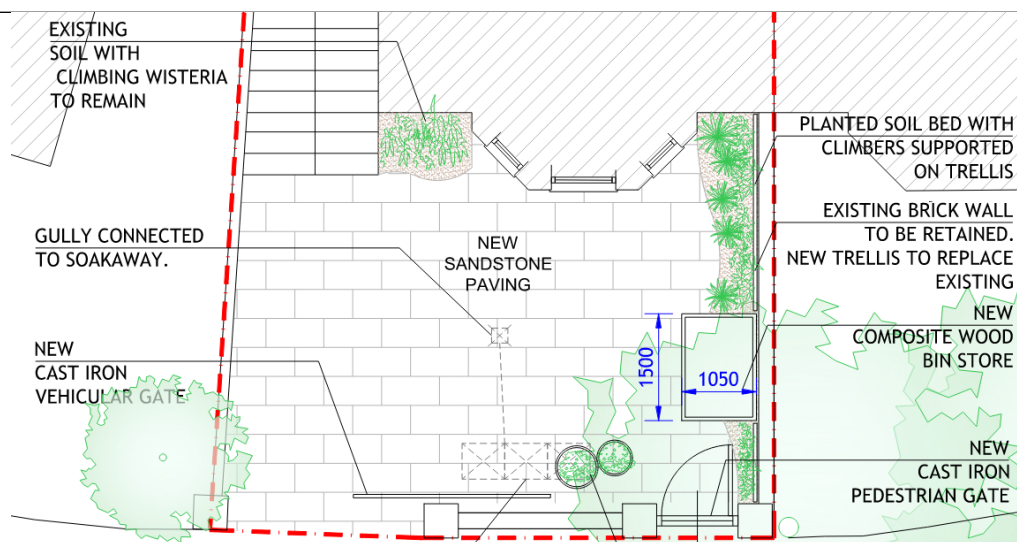 EXISTING
SOIL WITH
CLIMBING WISTERIA
TO REMAIN
PLANTED SOIL BED WITH
CLIMBERS SUPPORTED
ON TRELLIS
EXISTING BRICK WALL
TO BE RETAINED.
NEW TRELLIS TO REPLACE
EXISTING
GULLY CONNECTED
TO SOAKAWAY.
NEW
SANDSTONE
PAVING
NEW
COMPOSITE WOOD
BIN STORE
1500
1050
NEW
CAST IRON
VEHICULAR GATE
NEW
CAST IRON
PEDESTRIAN GATE